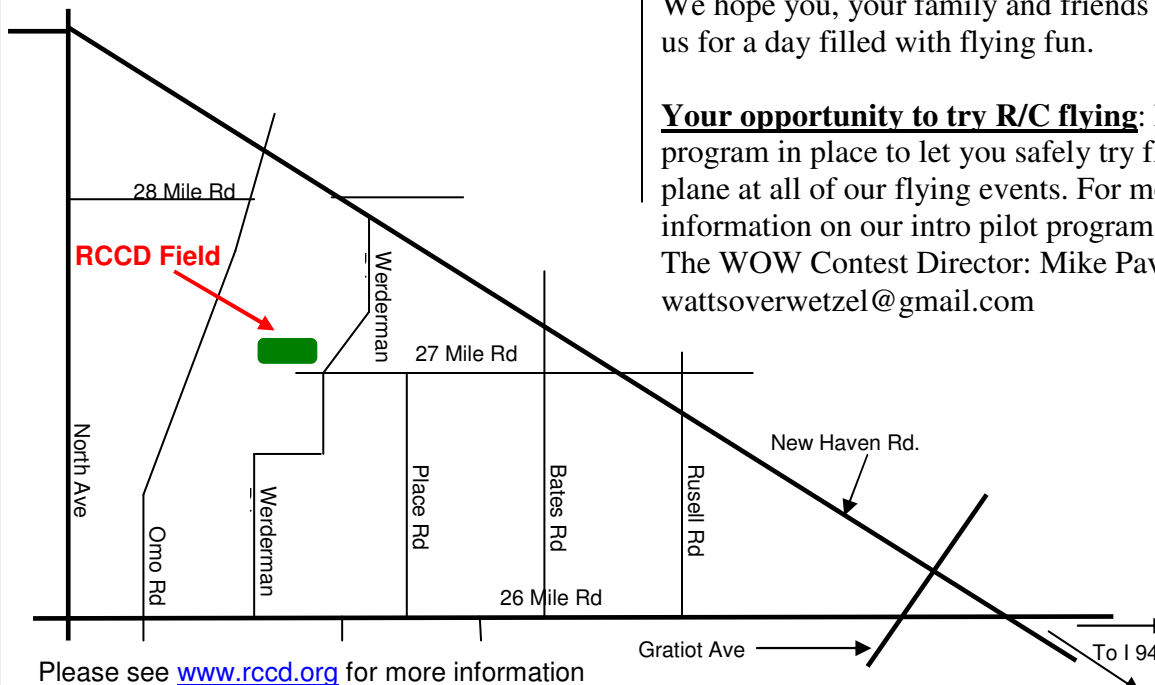 We hope you, your family and friends
us for a day filled with flying fun.
Your opportunity to try R/C flying:
program in place to let you safely try
plane at all of our flying events. For
information on our intro pilot program
The WOW Contest Director: Mike
wattsoverwetzel@gmail.com
28 Mile Rd
RCCD Field
Werderman
27 Mile Rd
North Ave
Omo Rd
Werderman
Place Rd
Bates Rd
Rusell Rd
New Haven Rd.
26 Mile Rd
Gratiot Ave
To I 94
Please see www.rccd.org for more information